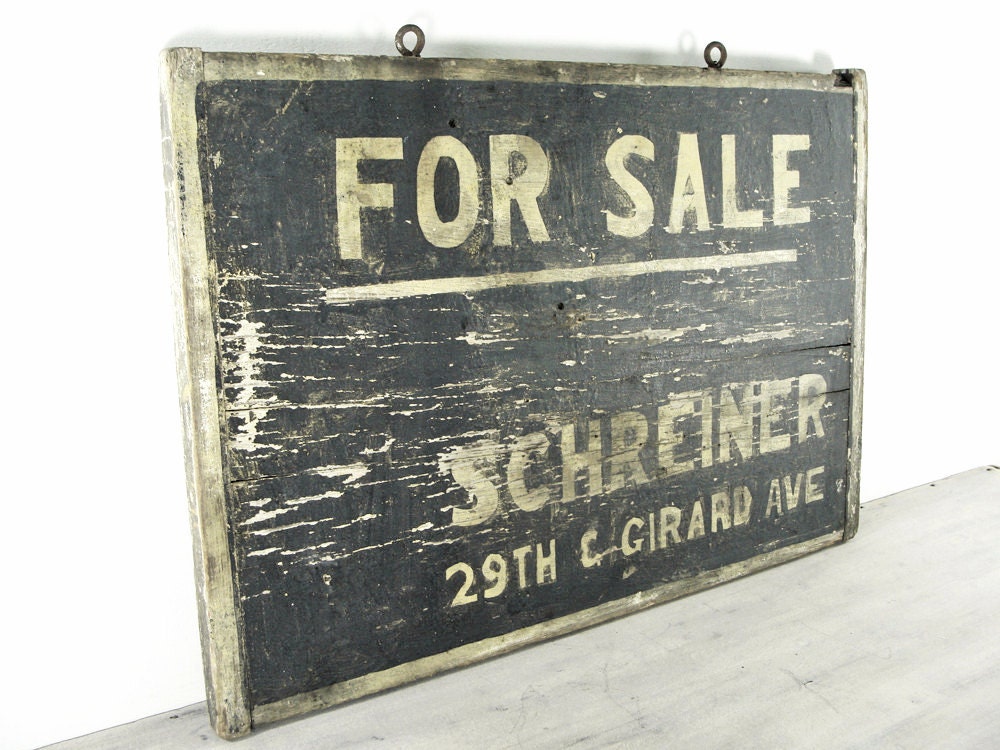 FOR SALE
SCHREINER
29TH & GIRARD AVE